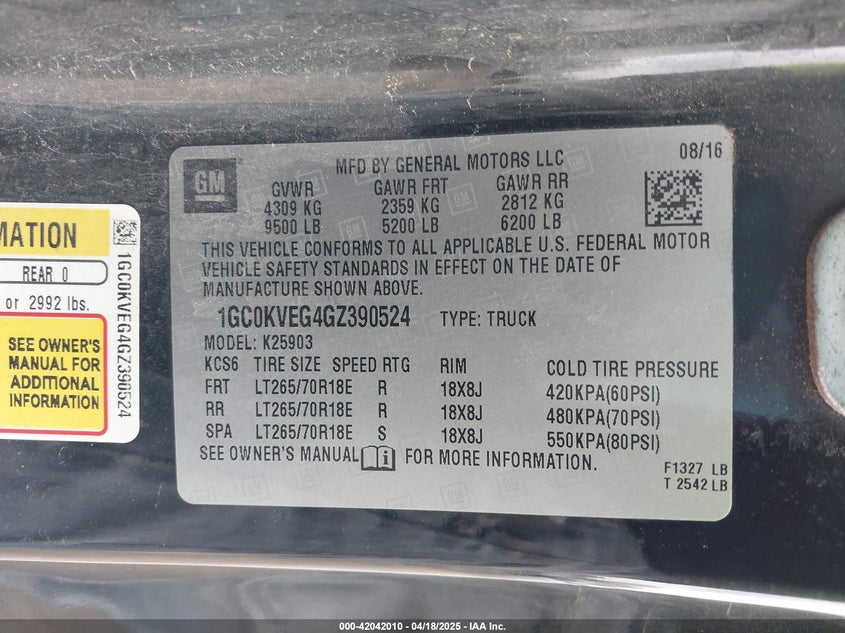 MATION
REAR 0
or 2992 lbs.
SEE OWNER'S
MANUAL FOR
ADDITIONAL
INFORMATION
1GC0KVEG4GZ390524
GM
MFD BY GENERAL MOTORS LLC
08/16
GVWR GAWR FRT GAWR RR
4309 KG 2359 KG 2812 KG
9500 LB 5200 LB 6200 LB
THIS VEHICLE CONFORMS TO ALL APPLICABLE U.S. FEDERAL MOTOR
VEHICLE SAFETY STANDARDS IN EFFECT ON THE DATE OF
MANUFACTURE SHOWN ABOVE.
1GC0KVEG4GZ390524 TYPE: TRUCK
MODEL: K25903
KCS6 TIRE SIZE SPEED RTG RIM COLD TIRE PRESSURE
FRT LT265/70R18E R 18X8J 420KPA(60PSI)
RR LT265/70R18E R 18X8J 480KPA(70PSI)
SPA LT265/70R18E S 18X8J 550KPA(80PSI)
SEE OWNER'S MANUAL FOR MORE INFORMATION.
F1327 LB
T 2542 LB
000-42042010 - 04/18/2025 - IAA Inc.